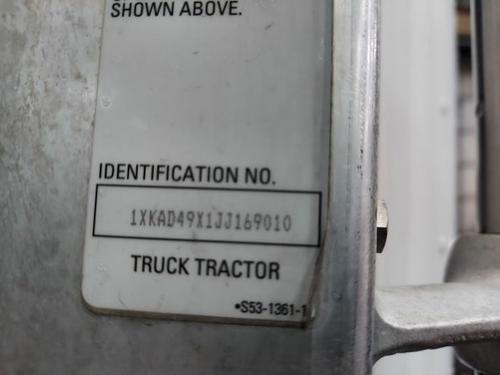 SHOWN ABOVE.
IDENTIFICATION NO.
1XKAD49X1JJ169010
TRUCK TRACTOR
•S53-1361-1